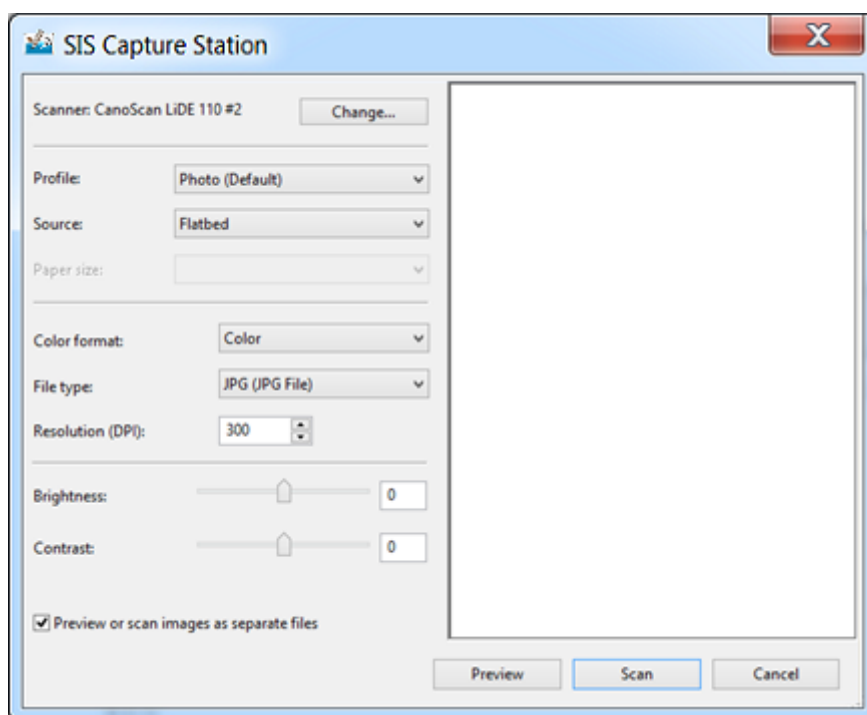 SIS Capture Station
Scanner: CanoScan LiDE 110 #2 Change...
Profile: Photo (Default)
Source: Flatbed
Paper size:
Color format: Color
File type: JPG (JPG File)
Resolution (DPI): 300
Brightness: 0
Contrast: 0
Preview or scan images as separate files
Preview Scan Cancel